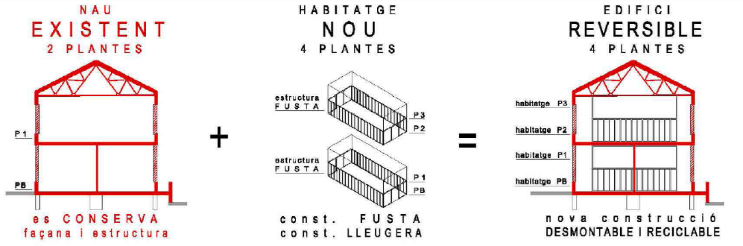 NAU
EXISTENT
2 PLANTES
P1
PB
es CONSERVA
façana i estructura
+
HABITATGE
NOU
4 PLANTES
estructura
FUSTA
P3
P2
estructura
FUSTA
P1
PB
const. FUSTA
const. LLEUGERA
=
EDIFICI
REVERSIBLE
4 PLANTES
habitatge P3
habitatge P2
habitatge P1
habitatge PB
nova construcció
DESMONTABLE I RECICLABLE